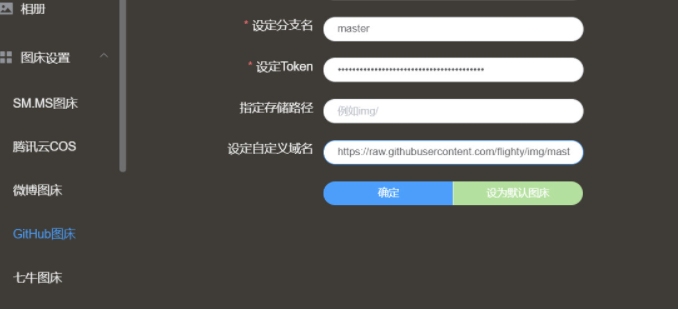 相册
图床设置
SM.MS图床
腾讯云COS
微博图床
GitHub图床
七牛图床
* 设定分支名
master
* 设定Token
••••••••••••••••••••••••••••••••••••••••
指定存储路径
例如img/
设定自定义域名
https://raw.githubusercontent.com/flighty/img/mast
确定
设为默认图床